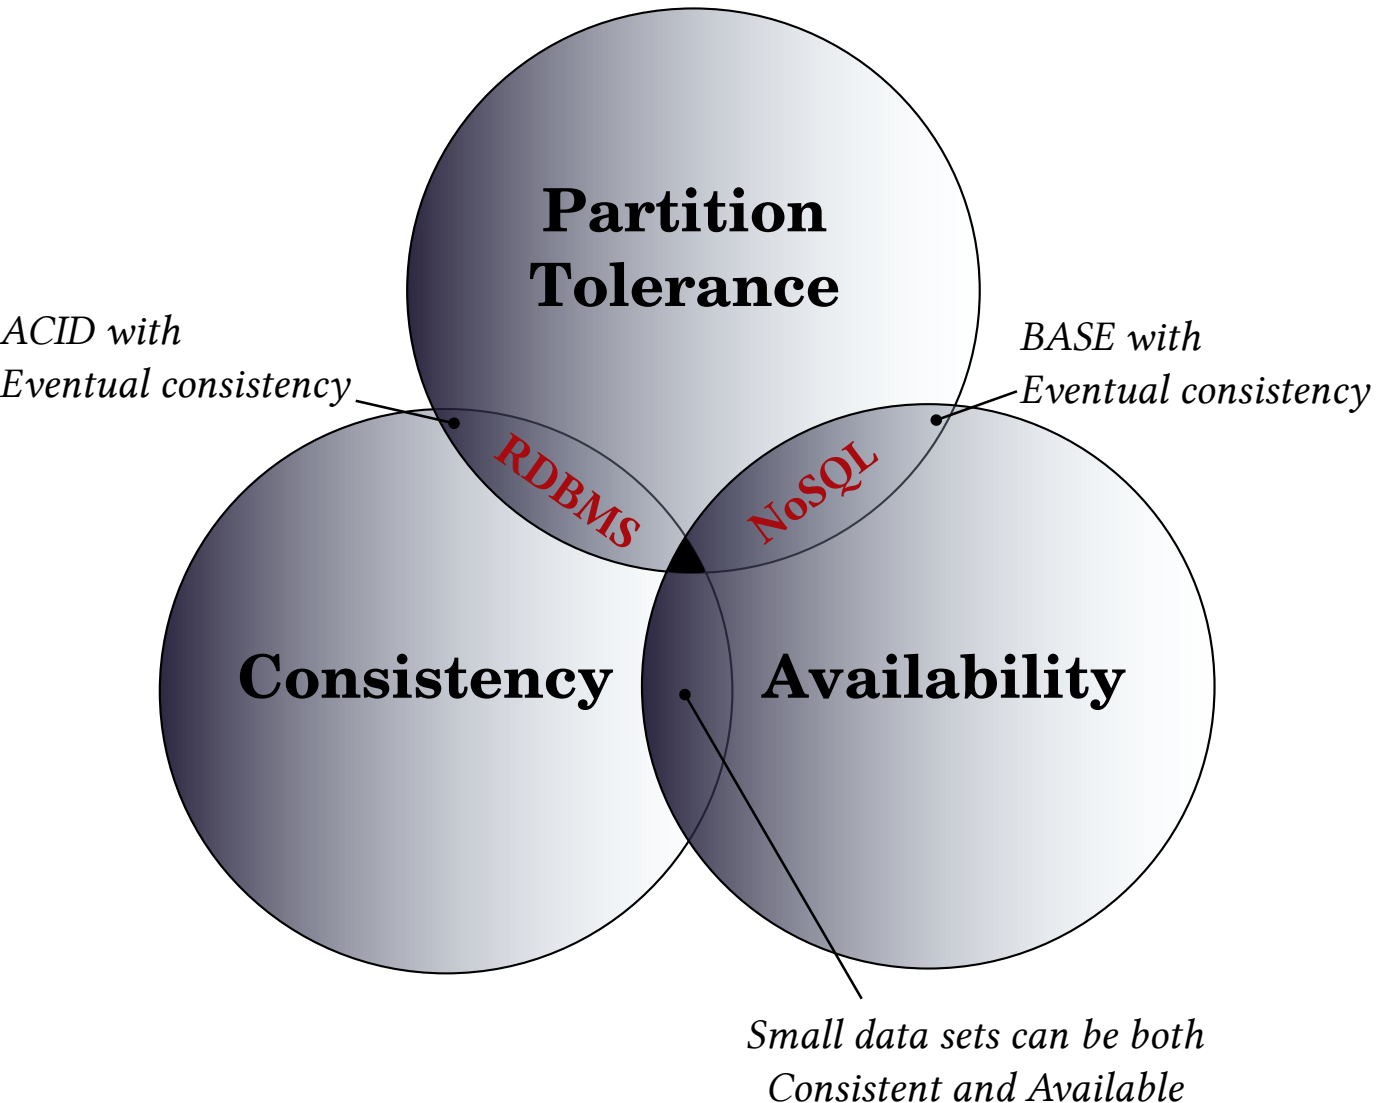 Partition
Tolerance
ACID with
Eventual consistency
BASE with
Eventual consistency
RDBMS
NoSQL
Consistency
Availability
Small data sets can be both
Consistent and Available